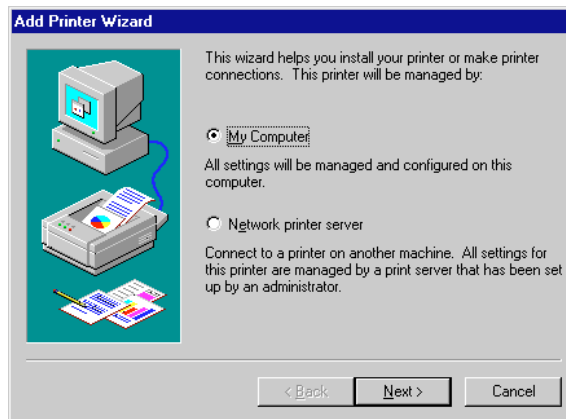 Add Printer Wizard
This wizard helps you install your printer or make printer
connections. This printer will be managed by:
My Computer
All settings will be managed and configured on this
computer.
Network printer server
Connect to a printer on another machine. All settings for
this printer are managed by a print server that has been set
up by an administrator.
< Back
Next >
Cancel